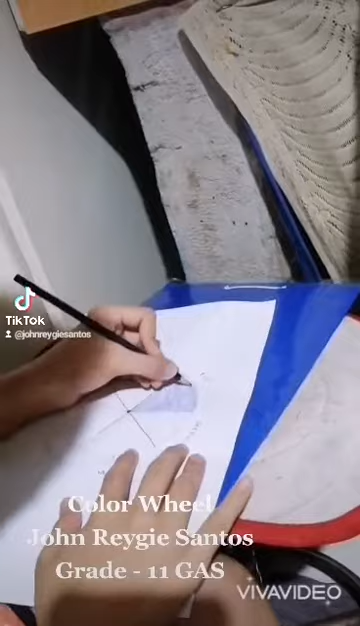 TikTok
@johnreygiesantos
Color Wheel
John Reygie Santos
Grade - 11 GAS
VIVAVIDEO